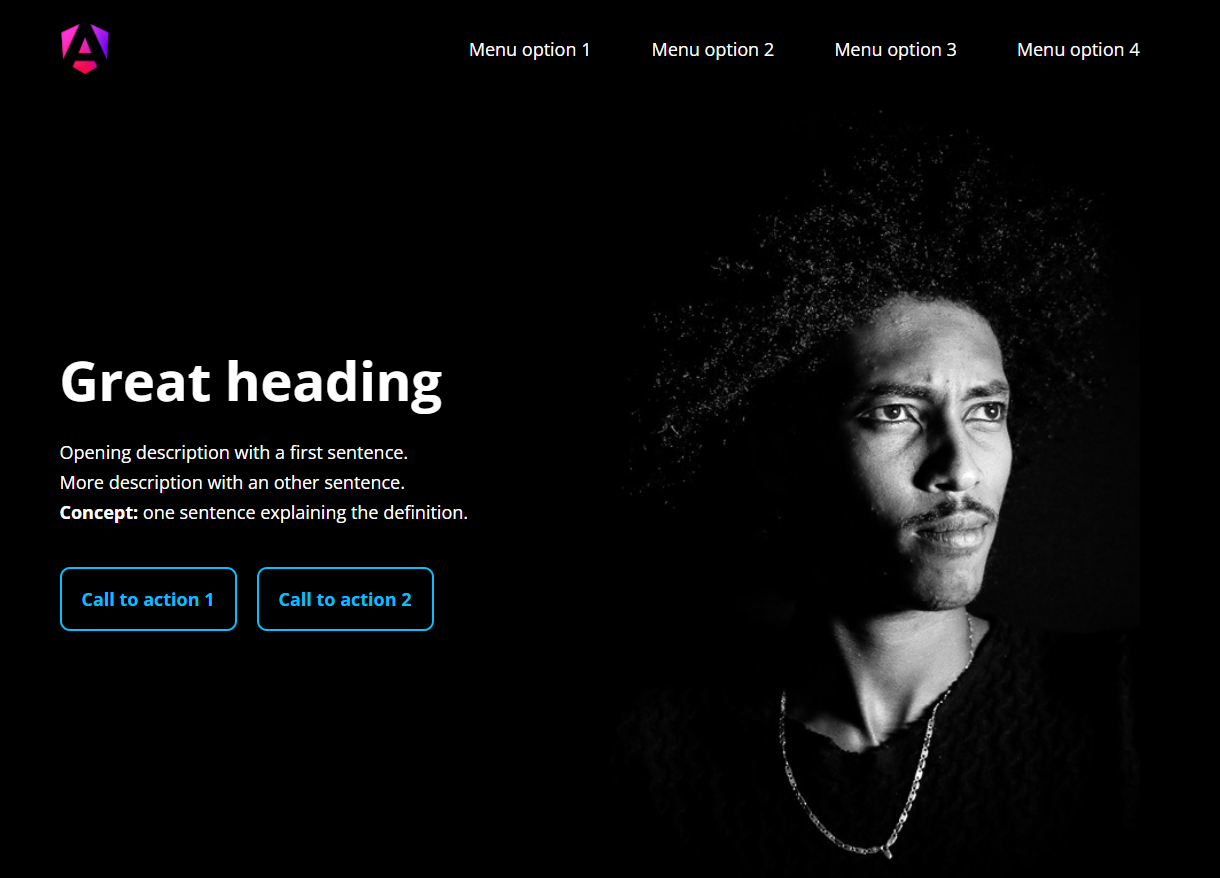 Menu option 1 Menu option 2 Menu option 3 Menu option 4
Great heading
Opening description with a first sentence.
More description with an other sentence.
Concept: one sentence explaining the definition.
Call to action 1 Call to action 2